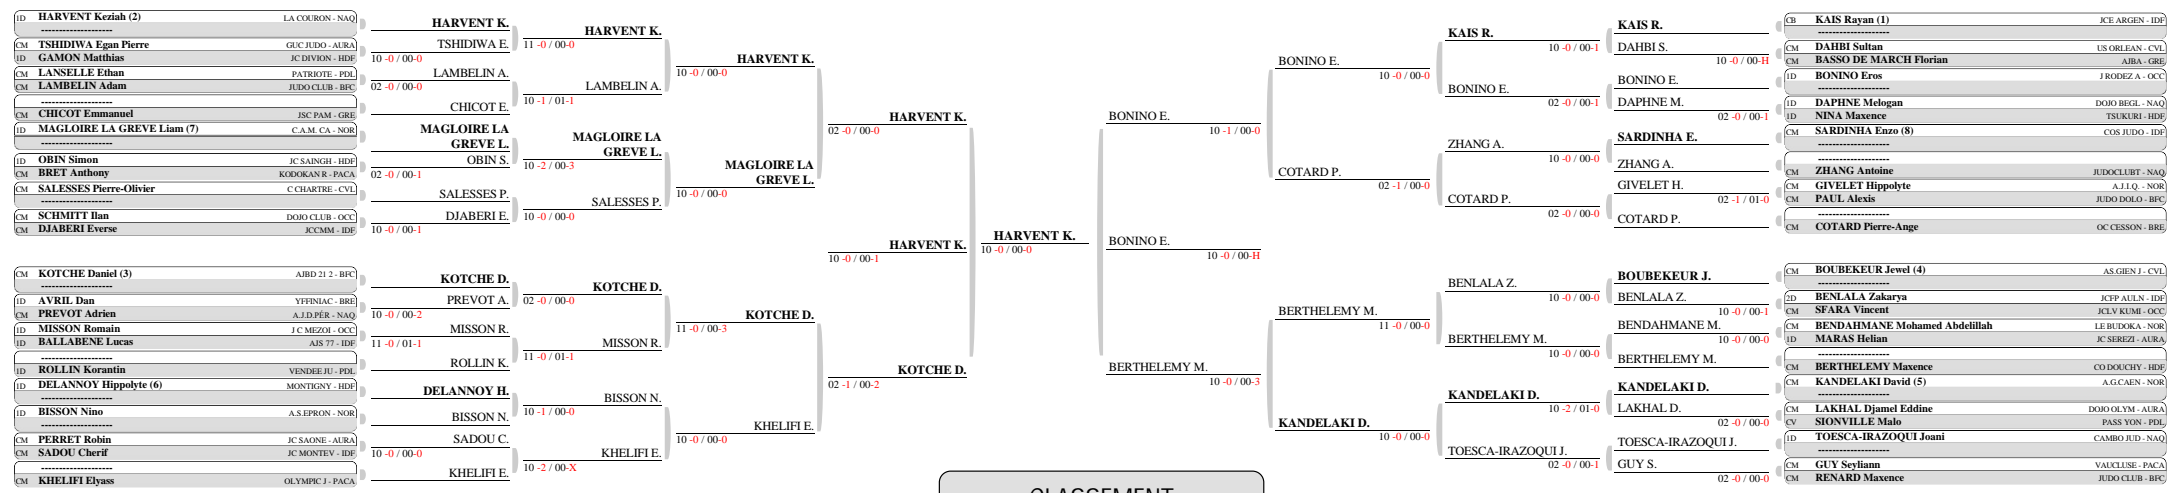 1D HARVENT Keziah (2) LA COURON - NAQ
--------------------
CM TSHIDIWA Egan Pierre GUC JUDO - AURA
1D GAMON Matthias JC DIVION - HDF
CM LANSELLE Ethan PATRIOTE - PDL
CM LAMBELIN Adam JUDO CLUB - BFC
--------------------
CM CHICOT Emmanuel JSC PAM - GRE
1D MAGLOIRE LA GREVE Liam (7) C.A.M. CA - NOR
--------------------
1D OBIN Simon JC SAINGH - HDF
CM BRET Anthony KODOKAN R - PACA
CM SALESSES Pierre-Olivier C CHARTRE - CVL
--------------------
CM SCHMITT Ilan DOJO CLUB - OCC
CM DJABERI Everse JCCMM - IDF
CM KOTCHE Daniel (3) AJBD 21 2 - BFC
--------------------
1D AVRIL Dan YFFINIAC - BRE
CM PREVOT Adrien A.J.D.PÉR - NAQ
1D MISSON Romain J C MEZOI - OCC
1D BALLABENE Lucas AJS 77 - IDF
--------------------
1D ROLLIN Korantin VENDEE JU - PDL
1D DELANNOY Hippolyte (6) MONTIGNY - HDF
--------------------
1D BISSON Nino A.S.EPRON - NOR
--------------------
CM PERRET Robin JC SAONE - AURA
CM SADOU Cherif JC MONTEV - IDF
--------------------
CM KHELIFI Elyass OLYMPIC J - PACA
HARVENT K.
TSHIDIWA E.
10 -0 / 00-0
LAMBELIN A.
02 -0 / 00-0
CHICOT E.
MAGLOIRE LA
GREVE L.
OBIN S.
02 -0 / 00-1
SALESSES P.
DJABERI E.
10 -0 / 00-1
KOTCHE D.
PREVOT A.
10 -0 / 00-2
MISSON R.
11 -0 / 01-1
ROLLIN K.
DELANNOY H.
BISSON N.
SADOU C.
10 -0 / 00-0
KHELIFI E.
HARVENT K.
11 -0 / 00-0
LAMBELIN A.
10 -1 / 01-1
MAGLOIRE LA
GREVE L.
10 -2 / 00-3
SALESSES P.
10 -0 / 00-0
KOTCHE D.
02 -0 / 00-0
MISSON R.
11 -0 / 01-1
BISSON N.
10 -1 / 00-0
KHELIFI E.
10 -2 / 00-X
HARVENT K.
10 -0 / 00-0
MAGLOIRE LA
GREVE L.
10 -0 / 00-0
KOTCHE D.
11 -0 / 00-3
KHELIFI E.
10 -0 / 00-0
HARVENT K.
02 -0 / 00-0
HARVENT K.
10 -0 / 00-1
KOTCHE D.
02 -1 / 00-2
HARVENT K.
10 -0 / 00-0
BONINO E.
10 -1 / 00-0
BONINO E.
10 -0 / 00-H
BERTHELEMY M.
10 -0 / 00-3
BONINO E.
10 -0 / 00-0
COTARD P.
02 -1 / 00-0
BERTHELEMY M.
11 -0 / 00-0
KANDELAKI D.
10 -0 / 00-0
KAIS R.
10 -0 / 00-1
BONINO E.
02 -0 / 00-1
ZHANG A.
10 -0 / 00-0
COTARD P.
02 -0 / 00-0
BENLALA Z.
10 -0 / 00-0
BERTHELEMY M.
10 -0 / 00-0
KANDELAKI D.
10 -2 / 01-0
TOESCA-IRAZOQUI J.
02 -0 / 00-1
KAIS R.
DAHBI S.
10 -0 / 00-H
BONINO E.
DAPHNE M.
02 -0 / 00-1
SARDINHA E.
ZHANG A.
GIVELET H.
02 -1 / 01-0
COTARD P.
BOUBEKEUR J.
BENLALA Z.
10 -0 / 00-1
BENDAHMANE M.
10 -0 / 00-0
BERTHELEMY M.
KANDELAKI D.
LAKHAL D.
02 -0 / 00-0
TOESCA-IRAZOQUI J.
GUY S.
02 -0 / 00-0
CB KAIS Rayan (1) JCE ARGEN - IDF
--------------------
CM DAHBI Sultan US ORLEAN - CVL
CM BASSO DE MARCH Florian AJBA - GRE
1D BONINO Eros J RODEZ A - OCC
--------------------
1D DAPHNE Melogan DOJO BEGL - NAQ
1D NINA Maxence TSUKURI - HDF
CM SARDINHA Enzo (8) COS JUDO - IDF
--------------------
--------------------
CM ZHANG Antoine JUDOCLUBT - NAQ
CM GIVELET Hippolyte A.J.I.Q. - NOR
CM PAUL Alexis JUDO DOLO - BFC
--------------------
CM COTARD Pierre-Ange OC CESSON - BRE
CM BOUBEKEUR Jewel (4) AS.GIEN J - CVL
--------------------
2D BENLALA Zakarya JCFP AULN - IDF
CM SFARA Vincent JCLV KUMI - OCC
CM BENDAHMANE Mohamed Abdelillah LE BUDOKA - NOR
1D MARAS Helian JC SEREZI - AURA
--------------------
CM BERTHELEMY Maxence CO DOUCHY - HDF
CM KANDELAKI David (5) A.G.CAEN - NOR
--------------------
CM LAKHAL Djamel Eddine DOJO OLYM - AURA
CV SIONVILLE Malo PASS YON - PDL
1D TOESCA-IRAZOQUI Joani CAMBO JUD - NAQ
--------------------
CM GUY Seyliann VAUCLUSE - PACA
CM RENARD Maxence JUDO CLUB - BFC
CLASSEMENT